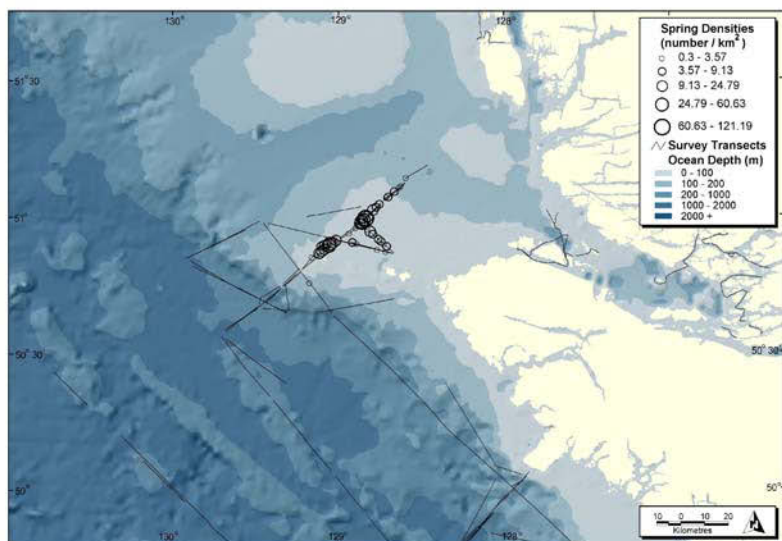 130°
129°
128°
51° 30'
Spring Densities
(number / km²)
0.3 - 3.57
3.57 - 9.13
9.13 - 24.79
24.79 - 60.63
60.63 - 121.19
Survey Transects
Ocean Depth (m)
0 - 100
100 - 200
200 - 1000
1000 - 2000
2000 +
51°
50° 30'
50° 30'
50°
50°
10 0 10 20
Kilometres
130°
129°
128°